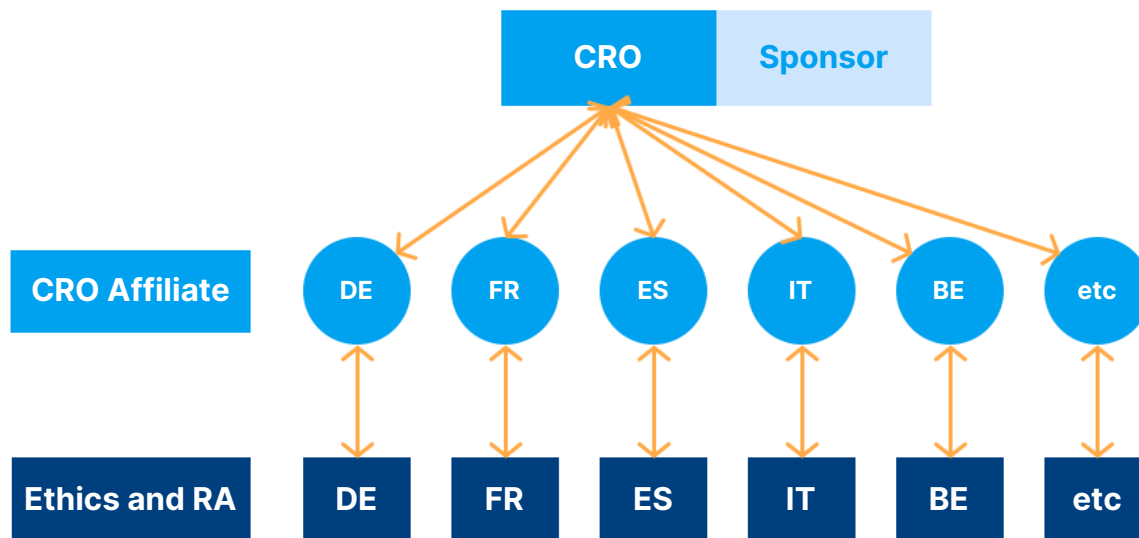 CRO
Sponsor
CRO Affiliate
DE
FR
ES
IT
BE
etc
Ethics and RA
DE
FR
ES
IT
BE
etc